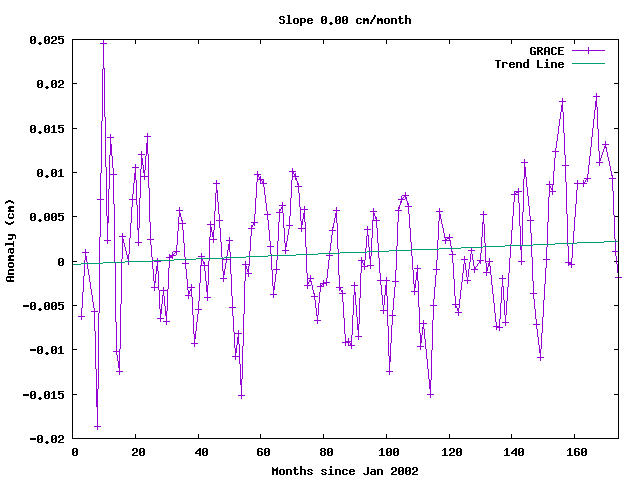 Slope 0.00 cm/month
GRACE
Trend Line
0.025
0.02
0.015
0.01
0.005
0
-0.005
-0.01
-0.015
-0.02
Anomaly (cm)
0 20 40 60 80 100 120 140 160
Months since Jan 2002